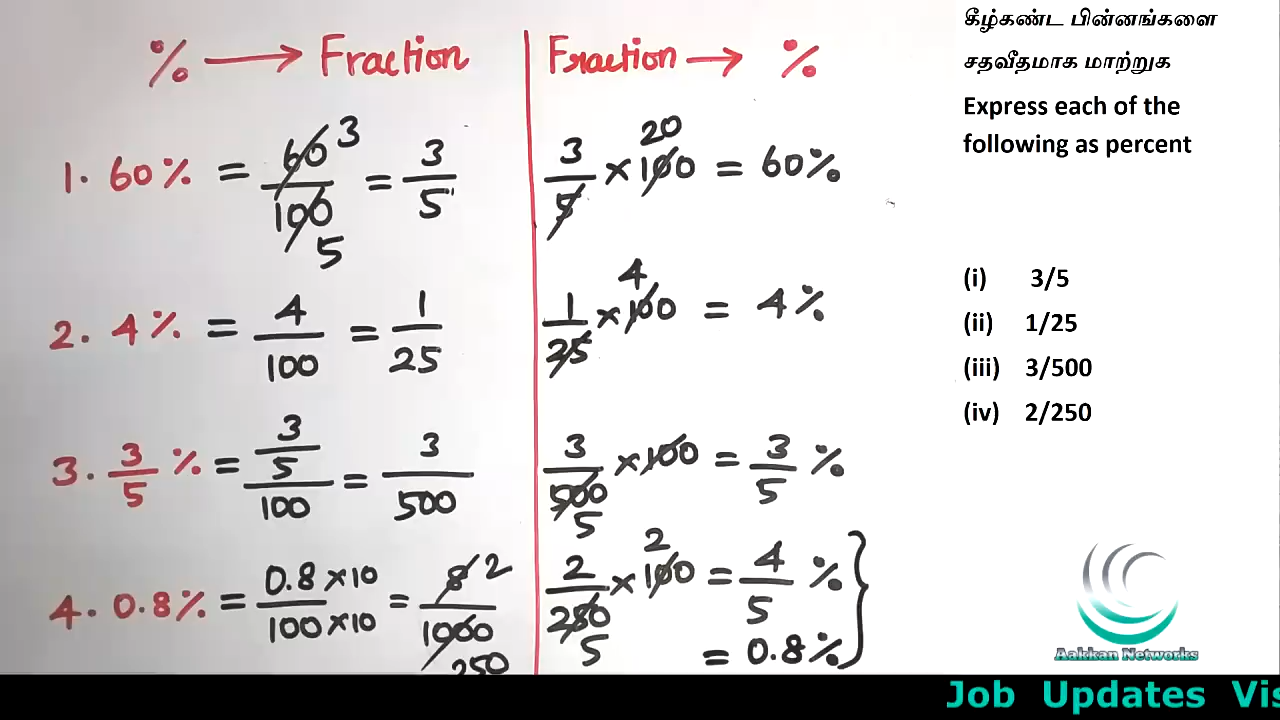 % → Fraction
1. 60% = 60/100 3 5 = 3/5
2. 4% = 4/100 = 1/25
3. 3/5 % = 3/5/100 = 3/500
4. 0.8% = 0.8×10/100×10 = 8/1000 2 250
Fraction → %
3/5 × 100 20 = 60%
1/25 × 100 4 = 4%
3/500 5 × 100 = 3/5 %
2/250 5 × 100 2 = 4/5 %
= 0.8%
கீழ்கண்ட பின்னங்களை
சதவீதமாக மாற்றுக
Express each of the
following as percent
(i) 3/5
(ii) 1/25
(iii) 3/500
(iv) 2/250
Aakkan Networks
Job Updates